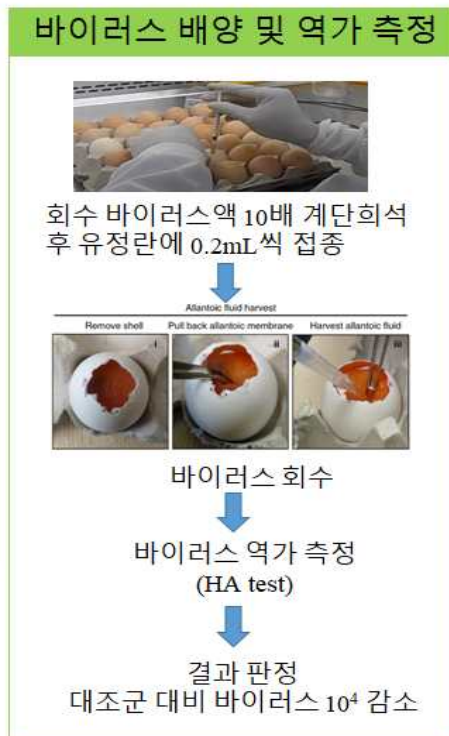 바이러스 배양 및 역가 측정
회수 바이러스액 10배 계단희석
후 유정란에 0.2mL씩 접종
Allantoic fluid harvest
Remove shell
Pull back allantoic membrane
Harvest allantoic fluid
i
ii
iii
바이러스 회수
바이러스 역가 측정
(HA test)
결과 판정
대조군 대비 바이러스 10⁴ 감소